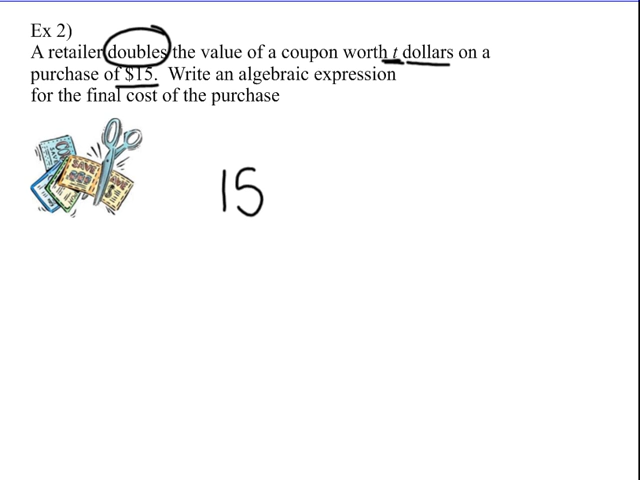 Ex 2)
A retailer doubles the value of a coupon worth t dollars on a
purchase of $15. Write an algebraic expression
for the final cost of the purchase
SAVE
15